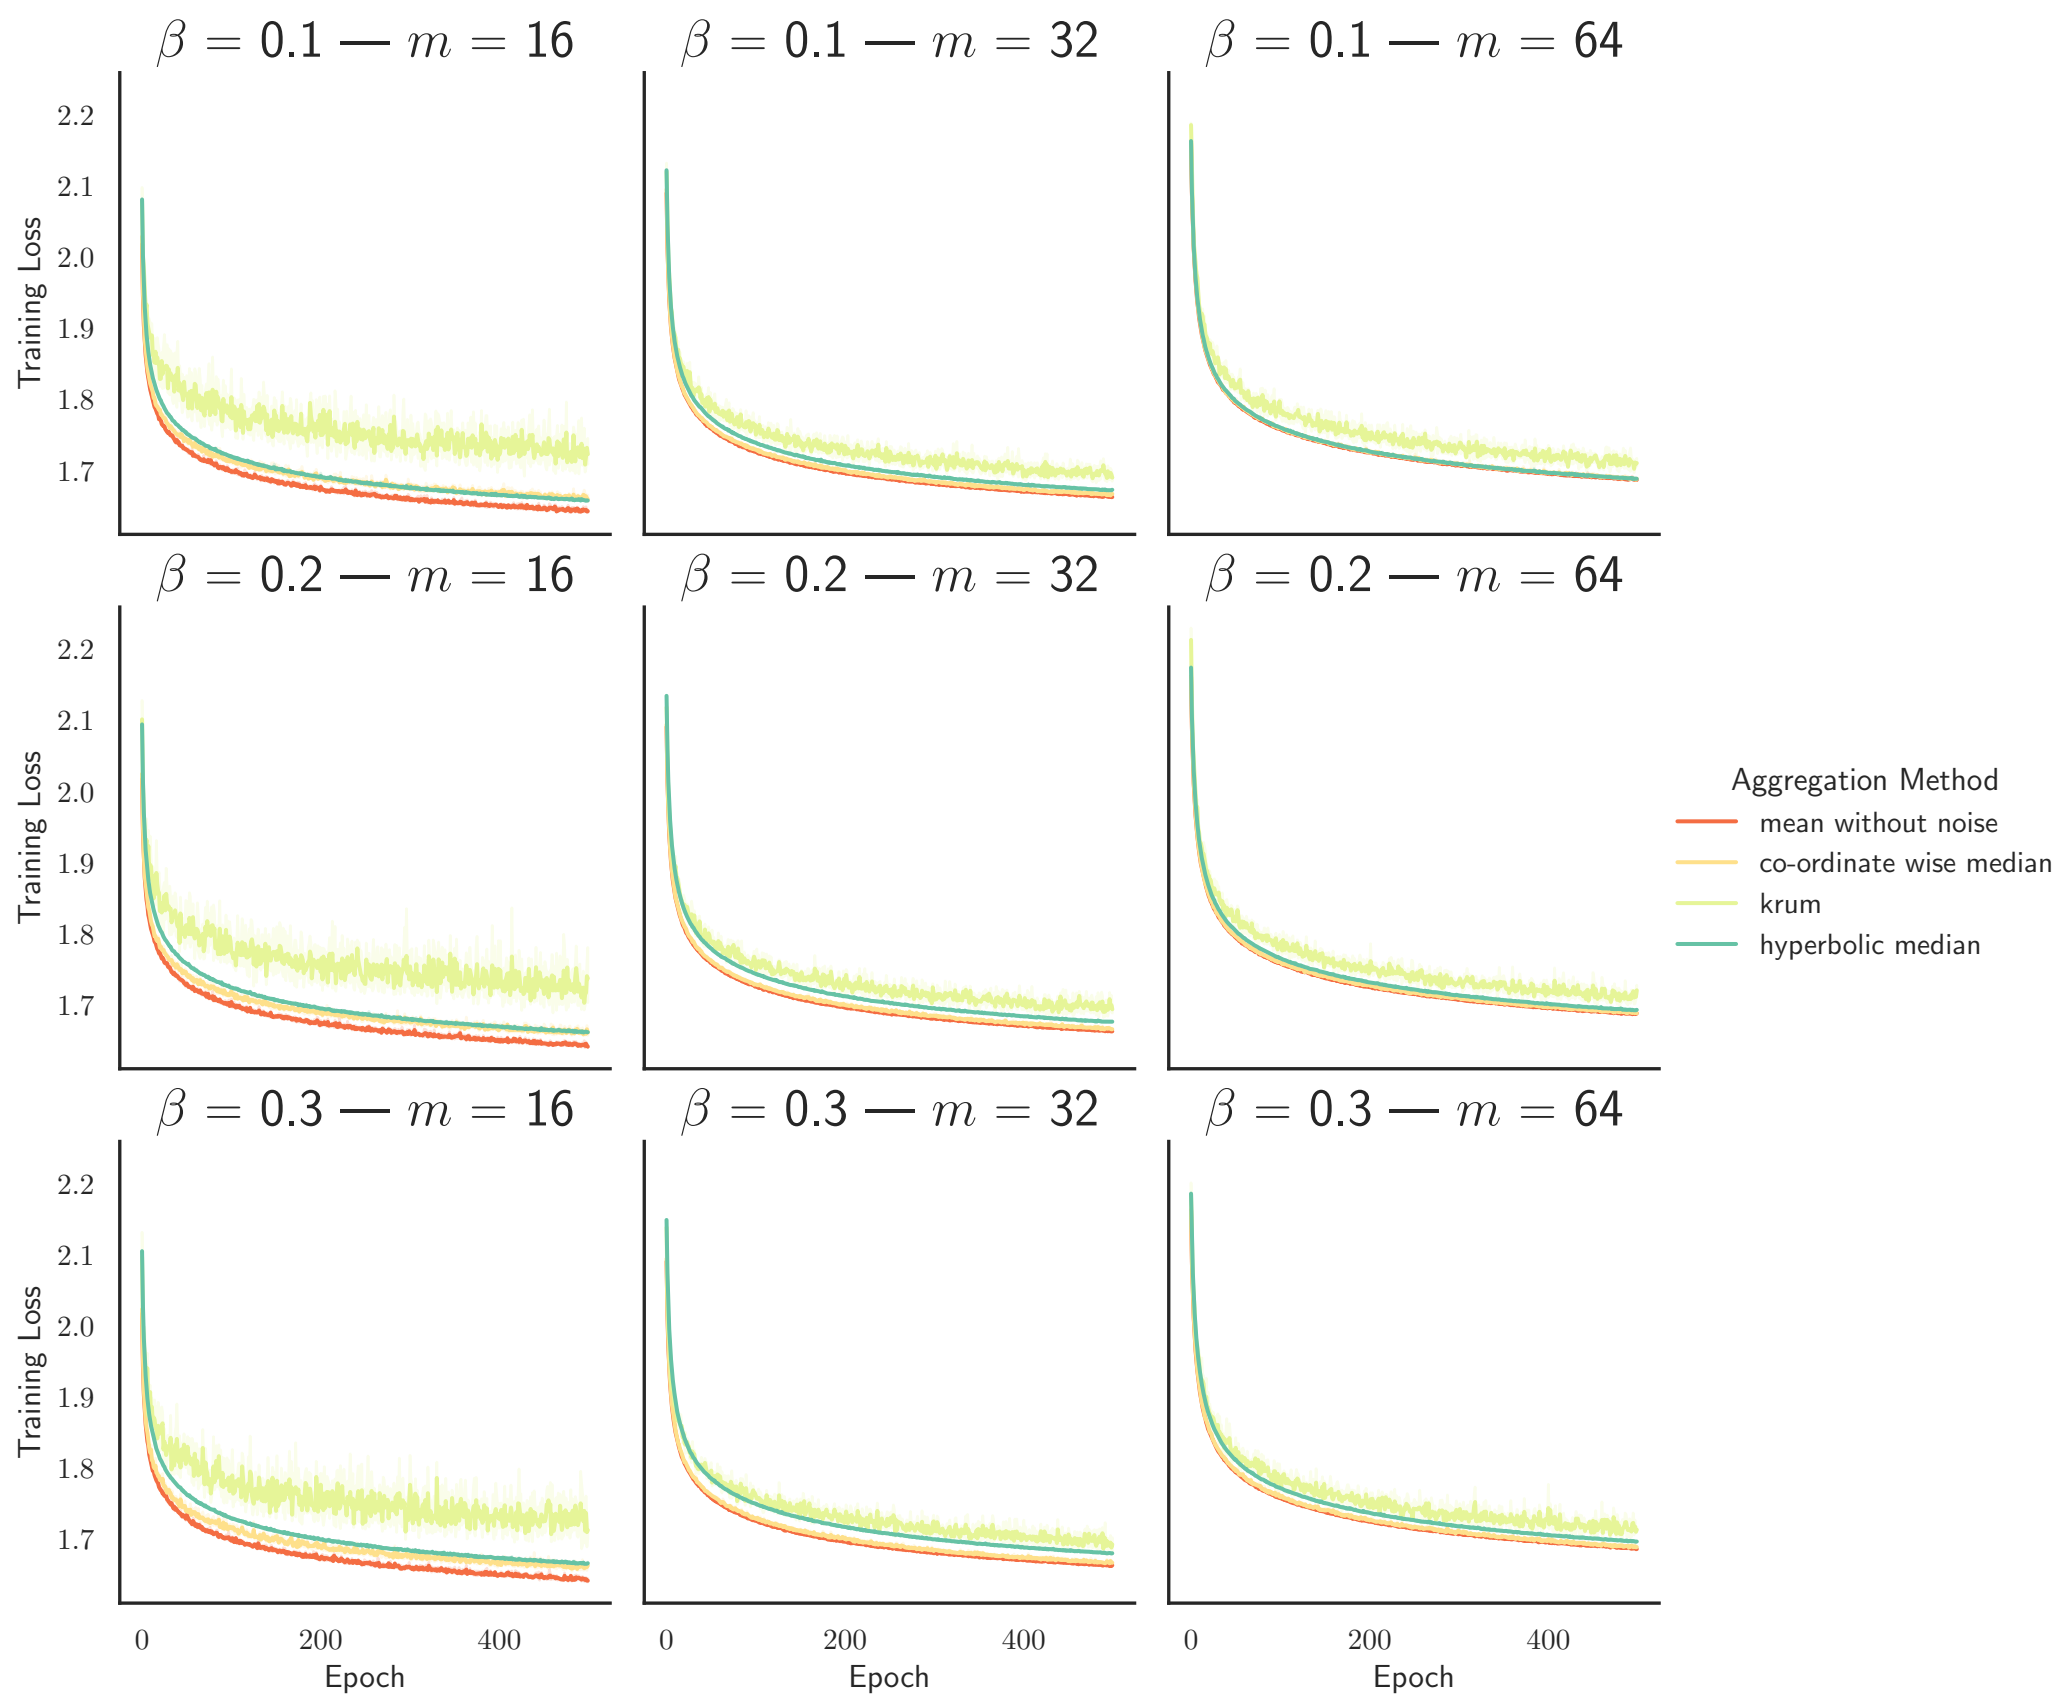 β = 0.1 — m = 16
β = 0.1 — m = 32
β = 0.1 — m = 64
Training Loss
2.2
2.1
2.0
1.9
1.8
1.7
β = 0.2 — m = 16
β = 0.2 — m = 32
β = 0.2 — m = 64
Training Loss
2.2
2.1
2.0
1.9
1.8
1.7
Aggregation Method
mean without noise
co-ordinate wise median
krum
hyperbolic median
β = 0.3 — m = 16
β = 0.3 — m = 32
β = 0.3 — m = 64
Training Loss
2.2
2.1
2.0
1.9
1.8
1.7
0 200 400
Epoch
0 200 400
Epoch
0 200 400
Epoch